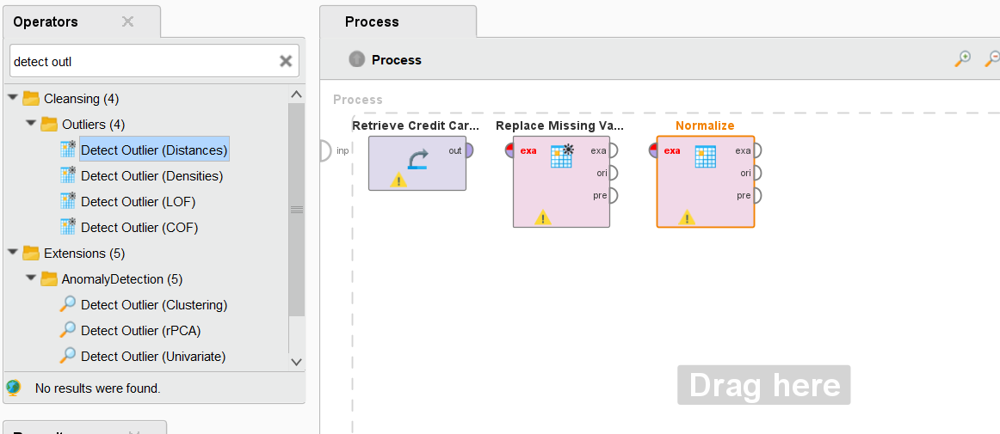 Operators
Process
detect outl
Process
Cleansing (4)
Outliers (4)
Detect Outlier (Distances)
Detect Outlier (Densities)
Detect Outlier (LOF)
Detect Outlier (COF)
Extensions (5)
AnomalyDetection (5)
Detect Outlier (Clustering)
Detect Outlier (rPCA)
Detect Outlier (Univariate)
No results were found.
Process
Retrieve Credit Car...
Replace Missing Va...
Normalize
inp
out
exa
exa
ori
pre
exa
exa
ori
pre
Drag here